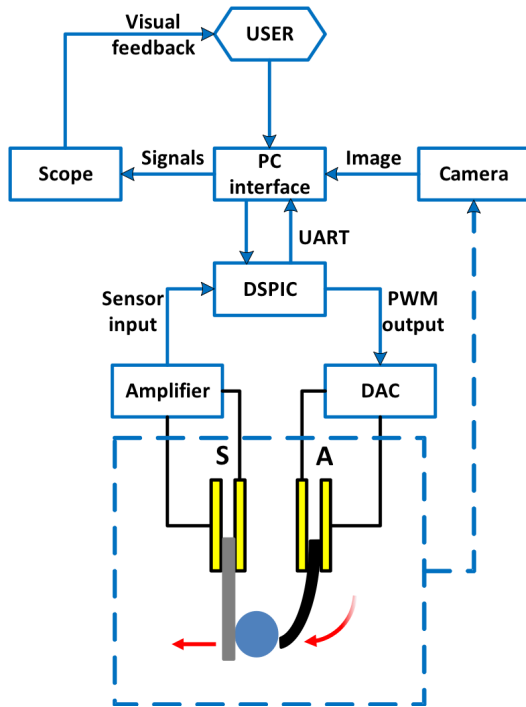 Visual
feedback
USER
Scope
Signals
PC
interface
Image
Camera
UART
DSPIC
Sensor
input
PWM
output
Amplifier
DAC
S
A